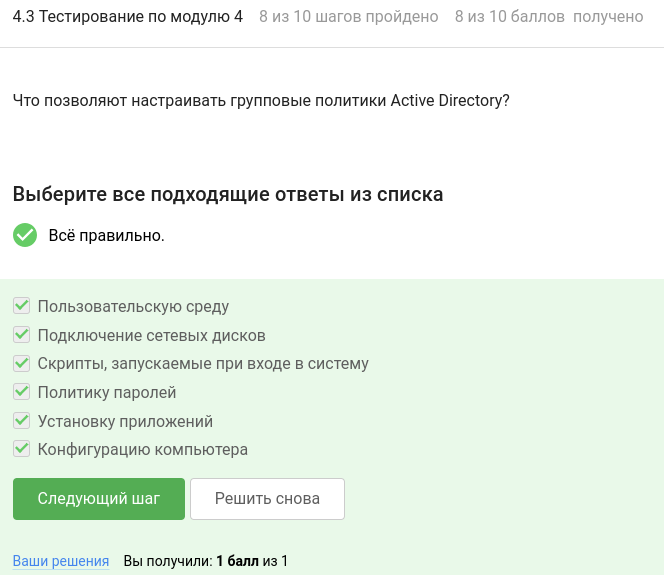 4.3 Тестирование по модулю 4 8 из 10 шагов пройдено 8 из 10 баллов получено
Что позволяют настраивать групповые политики Active Directory?
Выберите все подходящие ответы из списка
Всё правильно.
Пользовательскую среду
Подключение сетевых дисков
Скрипты, запускаемые при входе в систему
Политику паролей
Установку приложений
Конфигурацию компьютера
Следующий шаг Решить снова
Ваши решения Вы получили: 1 балл из 1